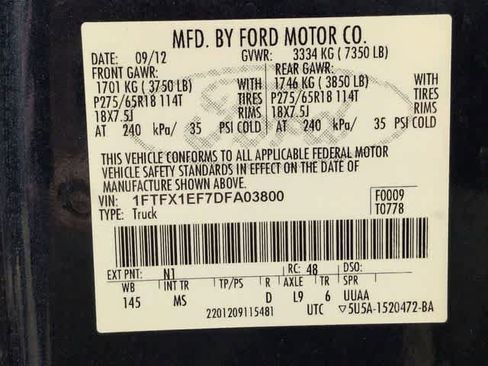 MFD. BY FORD MOTOR CO.
DATE: 09/12 GVWR: 3334 KG ( 7350 LB)
FRONT GAWR: REAR GAWR:
1701 KG ( 3750 LB) 1746 KG ( 3850 LB)
P275/65R18 114T TIRES P275/65R18 114T TIRES
18X7.5J RIMS 18X7.5J RIMS
AT 240 kPa/ 35 PSI COLD AT 240 kPa/ 35 PSI COLD
THIS VEHICLE CONFORMS TO ALL APPLICABLE FEDERAL MOTOR
VEHICLE SAFETY STANDARDS IN EFFECT ON THE DATE OF
MANUFACTURE SHOWN ABOVE.
VIN: 1FTFX1EF7DFA03800 F0009
TYPE: Truck T0778
EXT PNT: N1 RC: 48 DSO:
WB INT TR TP/PS R AXLE TR SPR
145 MS D L9 6 UUAA
2201209115481 UTC ▽5U5A-1520472-BA